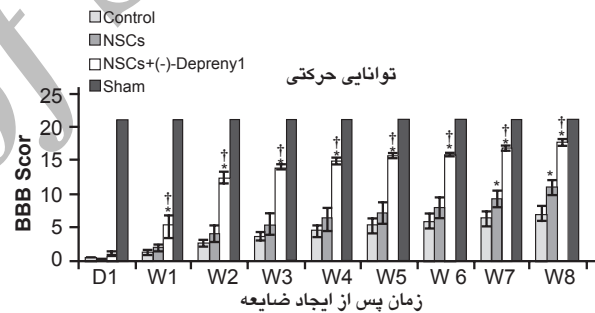 Control
NSCs
NSCs+(-)-Depreny1
Sham
توانایی حرکتی
BBB Scor
25
20
15
10
5
0
† * † * † * † * † * † * † * * † * *
D1 W1 W2 W3 W4 W5 W 6 W7 W8
زمان پس از ایجاد ضایعه